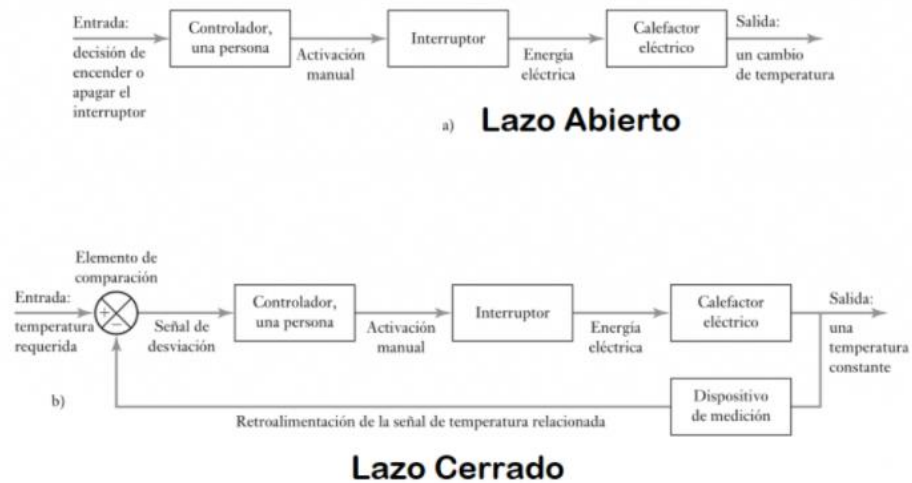 Entrada:
decisión de
encender o
apagar el
interruptor
Controlador,
una persona
Activación
manual
Interruptor
Energía
eléctrica
Calefactor
eléctrico
Salida:
un cambio
de temperatura
a) Lazo Abierto
Elemento de
comparación
Entrada:
temperatura
requerida
+
−
Señal de
desviación
Controlador,
una persona
Activación
manual
Interruptor
Energía
eléctrica
Calefactor
eléctrico
Salida:
una
temperatura
constante
Dispositivo
de medición
b)
Retroalimentación de la señal de temperatura relacionada
Lazo Cerrado